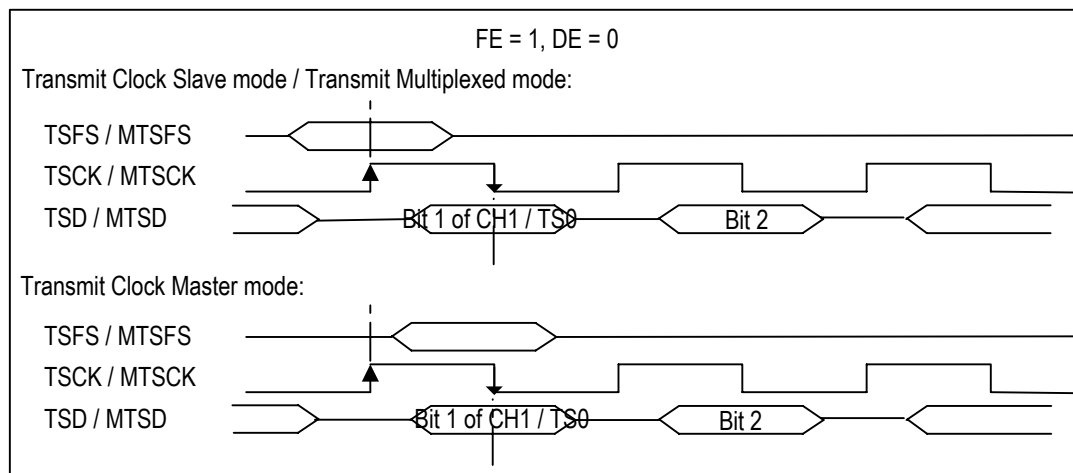 FE = 1, DE = 0
Transmit Clock Slave mode / Transmit Multiplexed mode:
TSFS / MTSFS
TSCK / MTSCK
TSD / MTSD
Bit 1 of CH1 / TS0
Bit 2
Transmit Clock Master mode:
TSFS / MTSFS
TSCK / MTSCK
TSD / MTSD
Bit 1 of CH1 / TS0
Bit 2